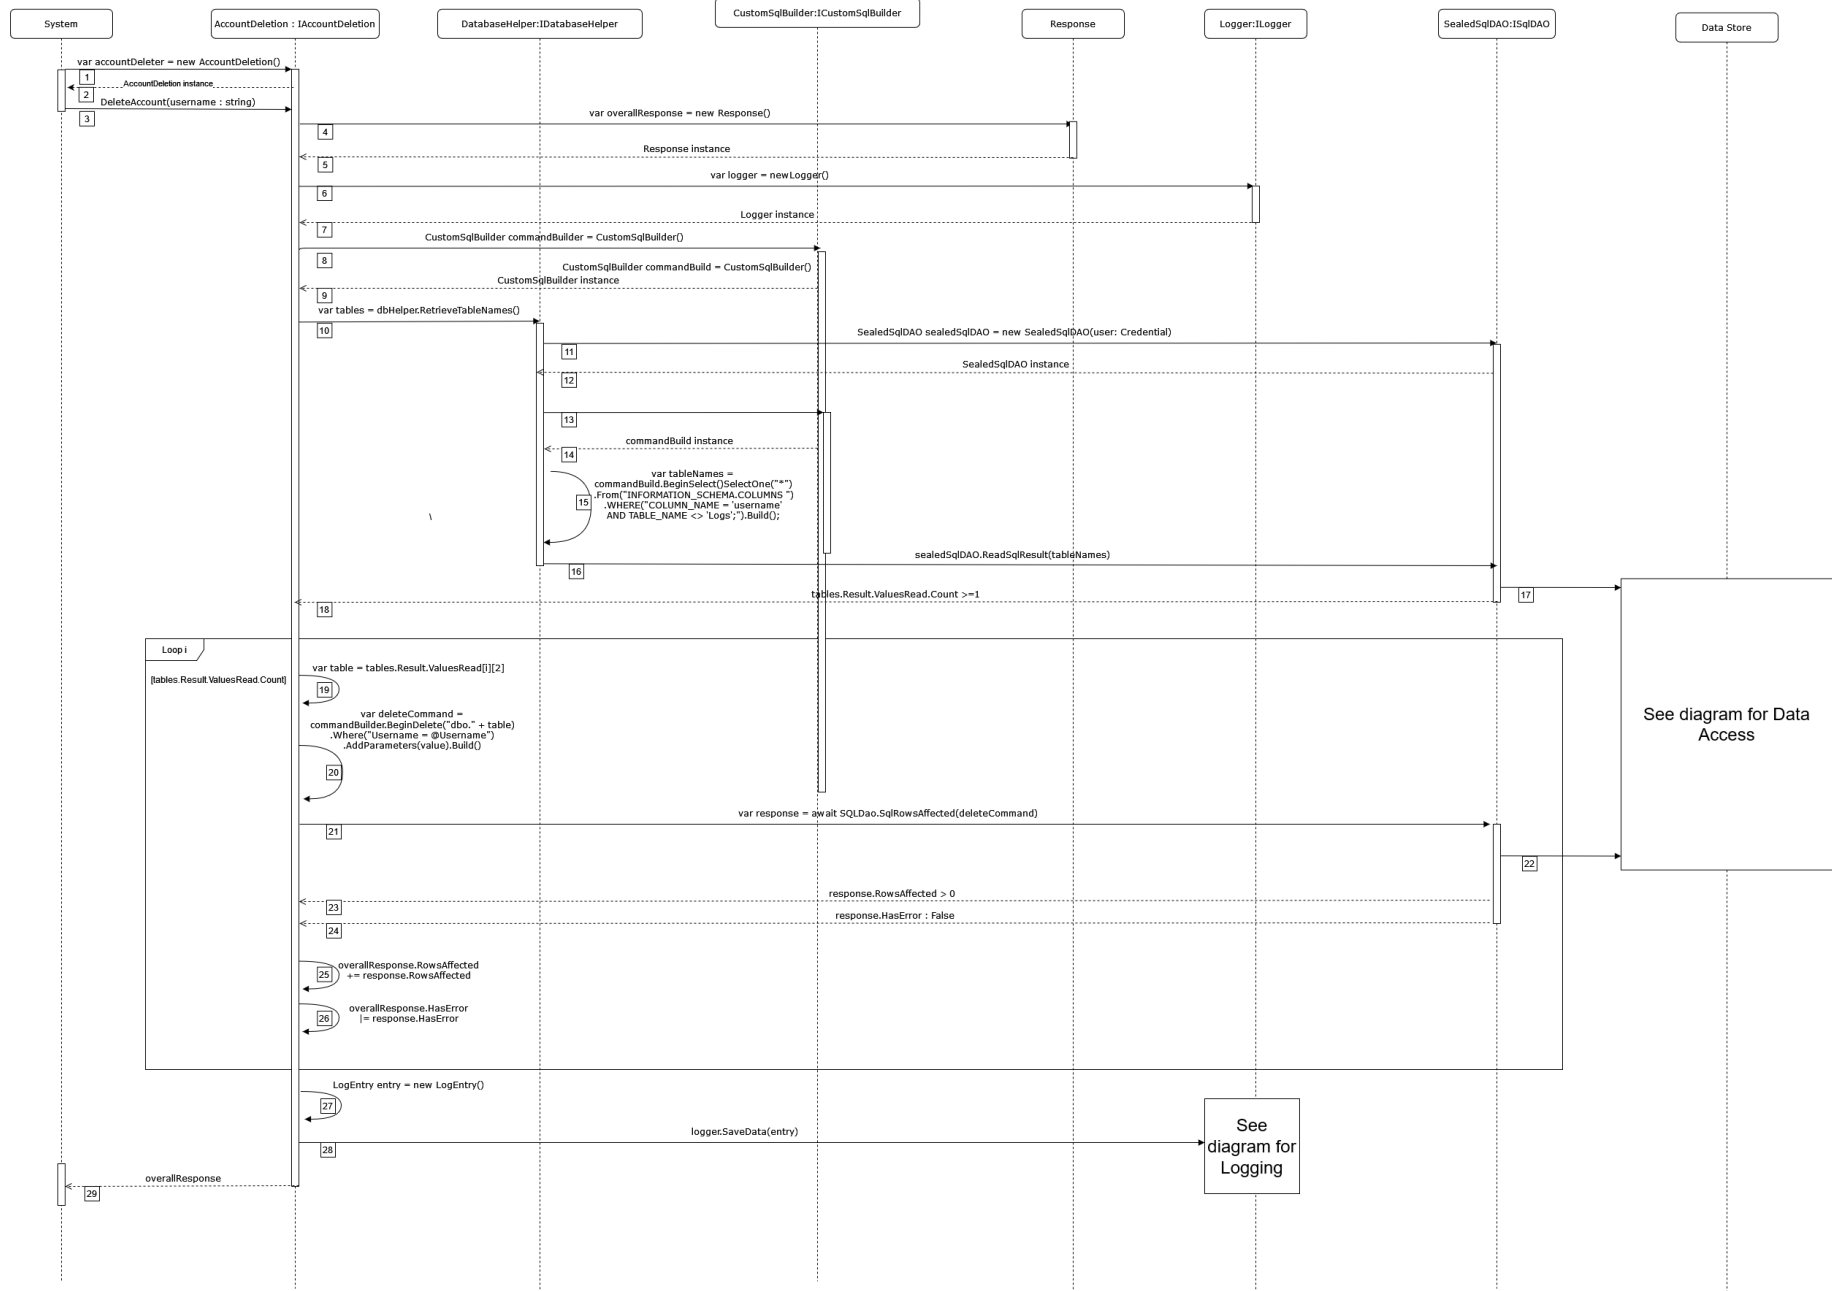 System
AccountDeletion : IAccountDeletion
DatabaseHelper:IDatabaseHelper
CustomSqlBuilder:ICustomSqlBuilder
Response
Logger:ILogger
SealedSqlDAO:ISqlDAO
Data Store
var accountDeleter = new AccountDeletion()
1
AccountDeletion instance
2
DeleteAccount(username : string)
3
var overallResponse = new Response()
4
Response instance
5
var logger = newLogger()
6
Logger instance
7
CustomSqlBuilder commandBuilder = CustomSqlBuilder()
8
CustomSqlBuilder commandBuild = CustomSqlBuilder()
CustomSqlBuilder instance
9
var tables = dbHelper.RetrieveTableNames()
10
SealedSqlDAO sealedSqlDAO = new SealedSqlDAO(user: Credential)
11
SealedSqlDAO instance
12
13
commandBuild instance
14
var tableNames =
commandBuild.BeginSelect()SelectOne("*")
.From("INFORMATION_SCHEMA.COLUMNS ")
.WHERE("COLUMN_NAME = 'username'
AND TABLE_NAME <> 'Logs';").Build();
15
\
sealedSqlDAO.ReadSqlResult(tableNames)
16
17
tables.Result.ValuesRead.Count >=1
18
Loop i
[tables.Result.ValuesRead.Count]
var table = tables.Result.ValuesRead[i][2]
19
var deleteCommand =
commandBuilder.BeginDelete("dbo." + table)
.Where("Username = @Username")
.AddParameters(value).Build()
20
See diagram for Data
Access
var response = await SQLDao.SqlRowsAffected(deleteCommand)
21
22
response.RowsAffected > 0
23
response.HasError : False
24
overallResponse.RowsAffected
+= response.RowsAffected
25
overallResponse.HasError
|= response.HasError
26
LogEntry entry = new LogEntry()
27
logger.SaveData(entry)
28
See
diagram for
Logging
overallResponse
29